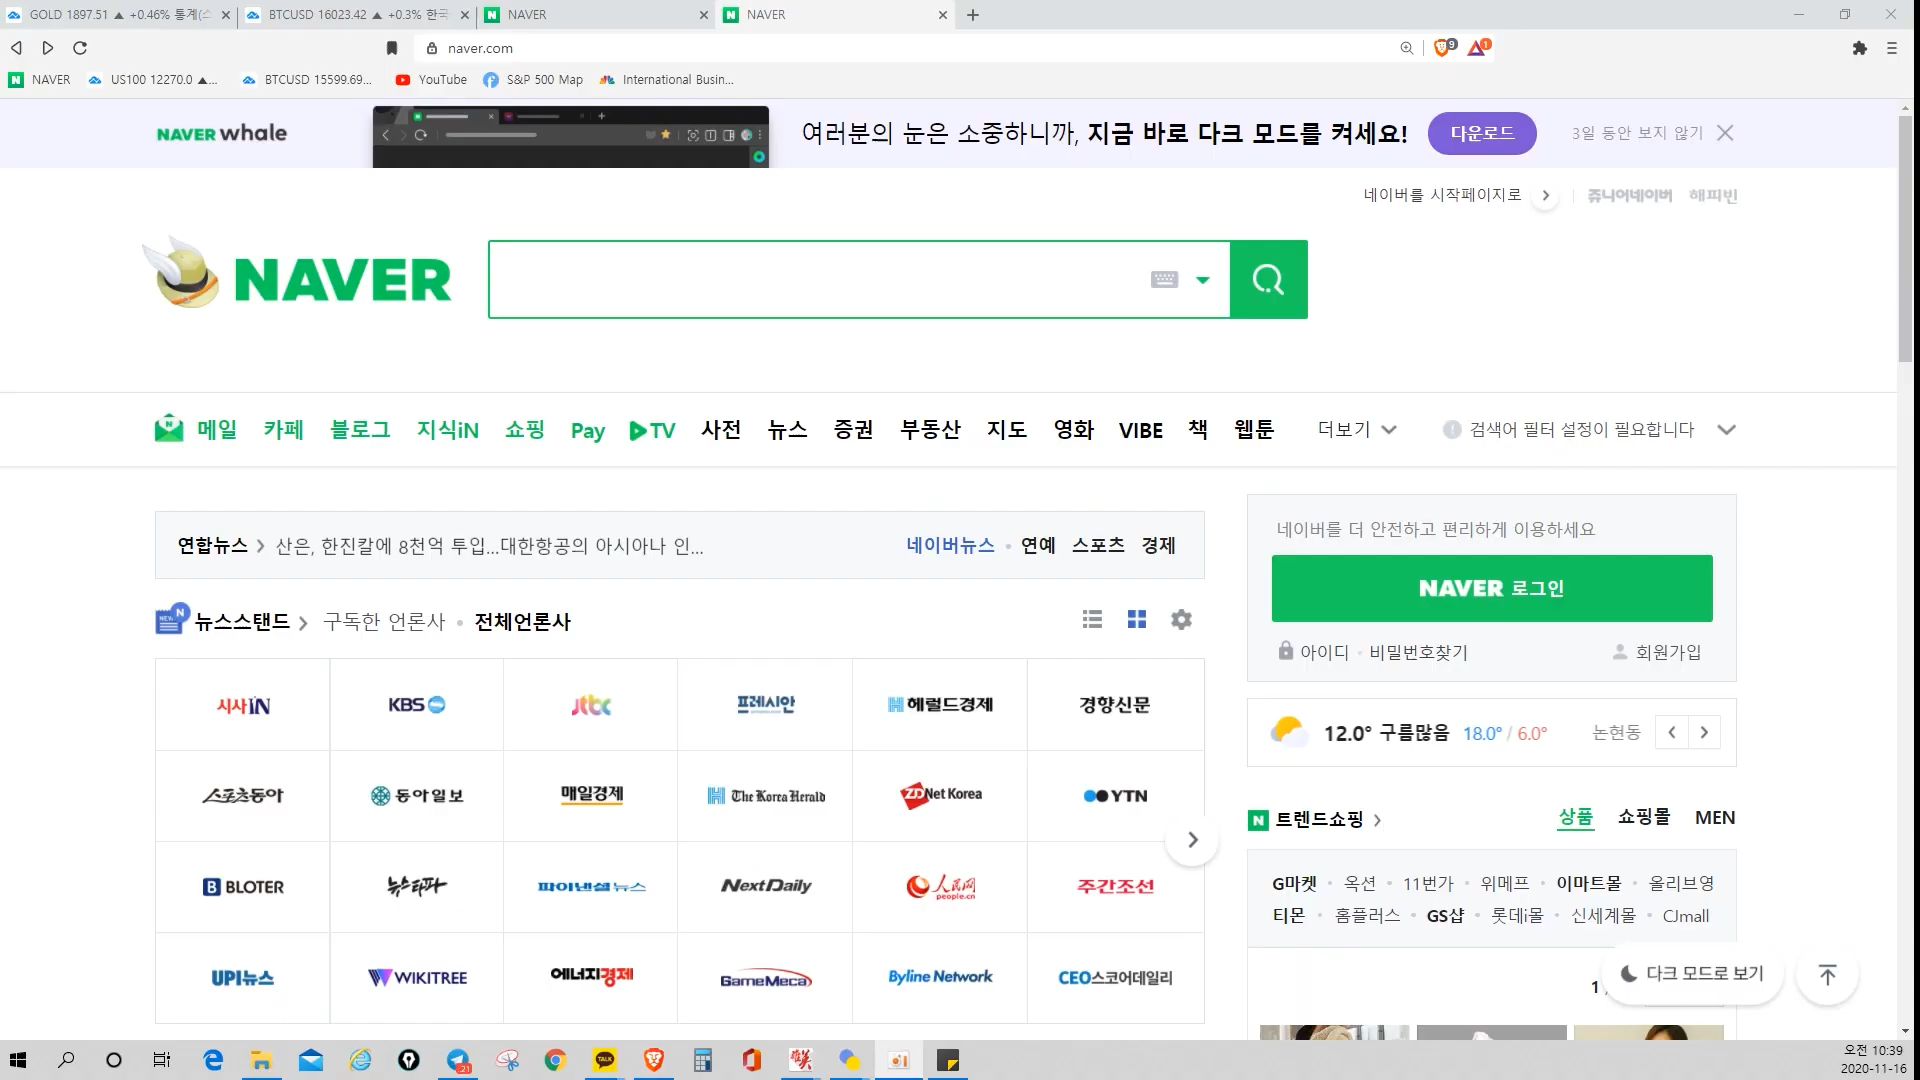 GOLD 1897.51 ▲ +0.46% 통계(스
BTCUSD 16023.42 ▲ +0.3% 한국
NAVER
NAVER
naver.com
9
1
NAVER
US100 12270.0 ▲...
BTCUSD 15599.69...
YouTube
S&P 500 Map
International Busin...
NAVER whale
여러분의 눈은 소중하니까, 지금 바로 다크 모드를 켜세요!
다운로드
3일 동안 보지 않기
네이버를 시작페이지로
쥬니어네이버
해피빈
NAVER
메일 카페 블로그 지식iN 쇼핑 Pay TV 사전 뉴스 증권 부동산 지도 영화 VIBE 책 웹툰
더보기
검색어 필터 설정이 필요합니다
연합뉴스 산은, 한진칼에 8천억 투입...대한항공의 아시아나 인...
네이버뉴스 연예 스포츠 경제
뉴스스탠드 구독한 언론사 전체언론사
시사IN KBS jtbc 프레시안 헤럴드경제 경향신문
스포츠동아 동아일보 매일경제 The Korea Herald ZDNet Korea YTN
BLOTER 뉴스타파 파이낸셜뉴스 NextDaily 人民网 people.cn 주간조선
UPI뉴스 WIKITREE 에너지경제 GameMeca Byline Network CEO스코어데일리
네이버를 더 안전하고 편리하게 이용하세요
NAVER 로그인
아이디 · 비밀번호찾기
회원가입
12.0° 구름많음 18.0° / 6.0° 논현동
트렌드쇼핑
상품 쇼핑몰 MEN
G마켓 · 옥션 · 11번가 · 위메프 · 이마트몰 · 올리브영
티몬 · 홈플러스 · GS샵 · 롯데i몰 · 신세계몰 · CJmall
1
다크 모드로 보기
TALK
21
오전 10:39
2020-11-16